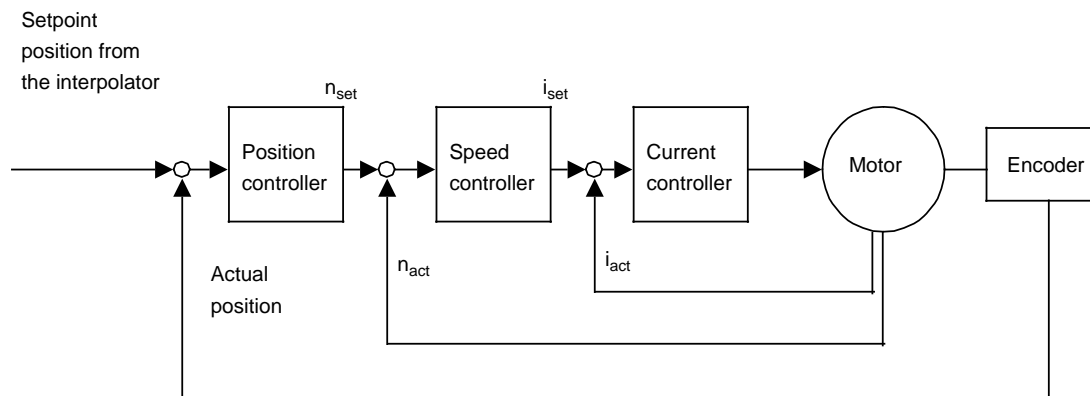 Setpoint
position from
the interpolator
nset
iset
Position
controller
Speed
controller
Current
controller
Motor
Encoder
Actual
position
nact
iact